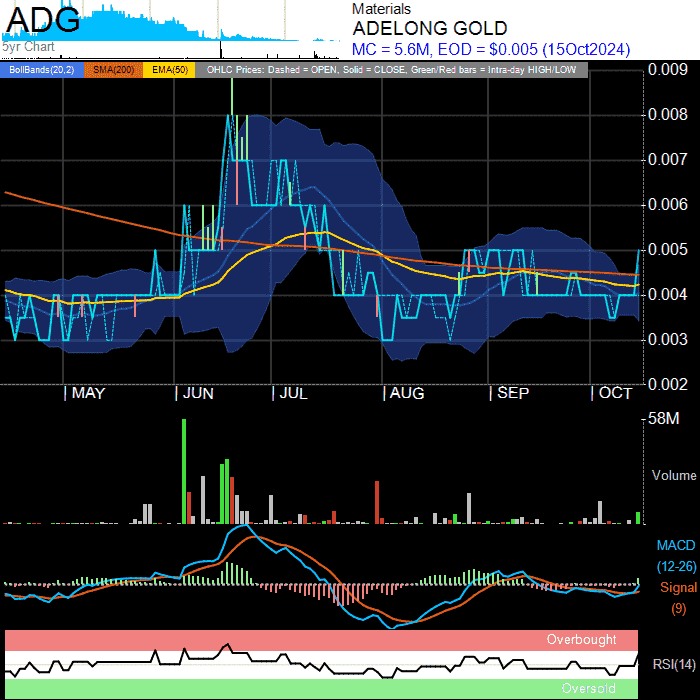 ADG
5yr Chart
Materials
ADELONG GOLD
MC = 5.6M, EOD = $0.005 (15Oct2024)
BollBands(20,2) SMA(200) EMA(50) OHLC Prices: Dashed = OPEN, Solid = CLOSE, Green/Red bars = Intra-day HIGH/LOW
0.009
0.008
0.007
0.006
0.005
0.004
0.003
0.002
MAY JUN JUL AUG SEP OCT
58M
Volume
MACD
(12-26)
Signal
(9)
Overbought
RSI(14)
Oversold